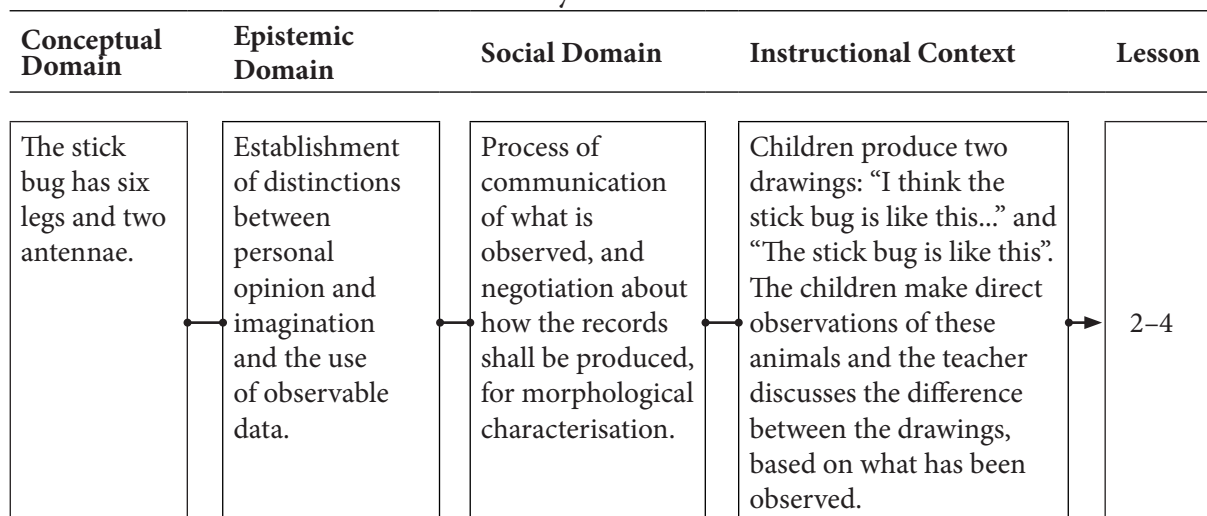 Conceptual Domain
Epistemic Domain
Social Domain
Instructional Context
Lesson
The stick
bug has six
legs and two
antennae.
Establishment
of distinctions
between
personal
opinion and
imagination
and the use
of observable
data.
Process of
communication
of what is
observed, and
negotiation about
how the records
shall be produced,
for morphological
characterisation.
Children produce two
drawings: “I think the
stick bug is like this...” and
“The stick bug is like this”.
The children make direct
observations of these
animals and the teacher
discusses the difference
between the drawings,
based on what has been
observed.
2–4